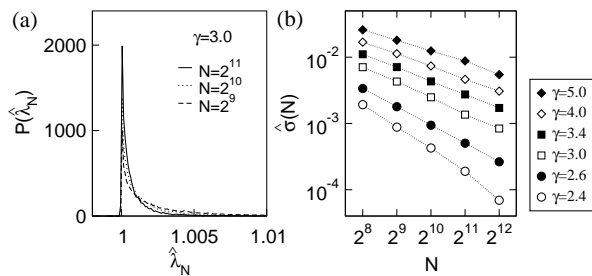 (a)
γ=3.0
N=2^11
N=2^10
N=2^9
P(λ̂_N)
2000
1000
0
1 1.005 1.01
λ̂_N
(b)
σ̂(N)
10^-2
10^-3
10^-4
2^8 2^9 2^10 2^11 2^12
N
γ=5.0
γ=4.0
γ=3.4
γ=3.0
γ=2.6
γ=2.4